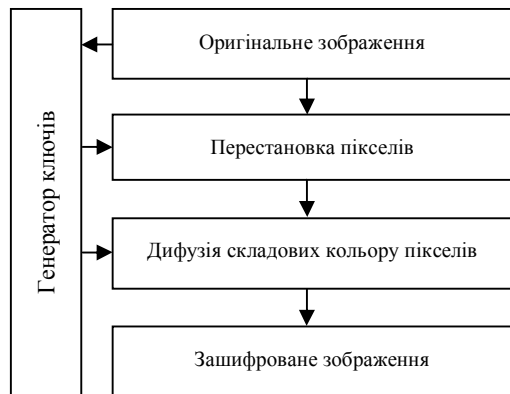 Генератор ключів
Оригінальне зображення
Перестановка пікселів
Дифузія складових кольору пікселів
Зашифроване зображення